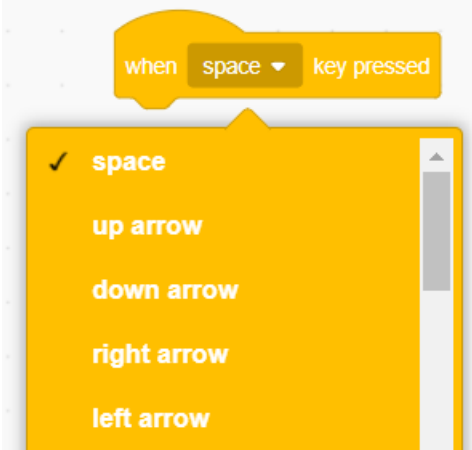 when space key pressed
space
up arrow
down arrow
right arrow
left arrow